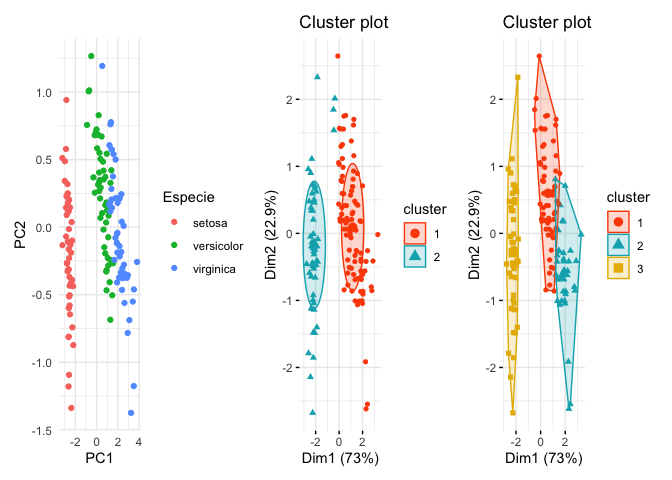 Cluster plot
Cluster plot
PC2
1.0
0.5
0.0
-0.5
-1.0
-1.5
-2 0 2 4
PC1
Especie
setosa
versicolor
virginica
Dim2 (22.9%)
2
1
0
-1
-2
-2 0 2
Dim1 (73%)
cluster
1
2
Dim2 (22.9%)
2
1
0
-1
-2
-2 0 2
Dim1 (73%)
cluster
1
2
3